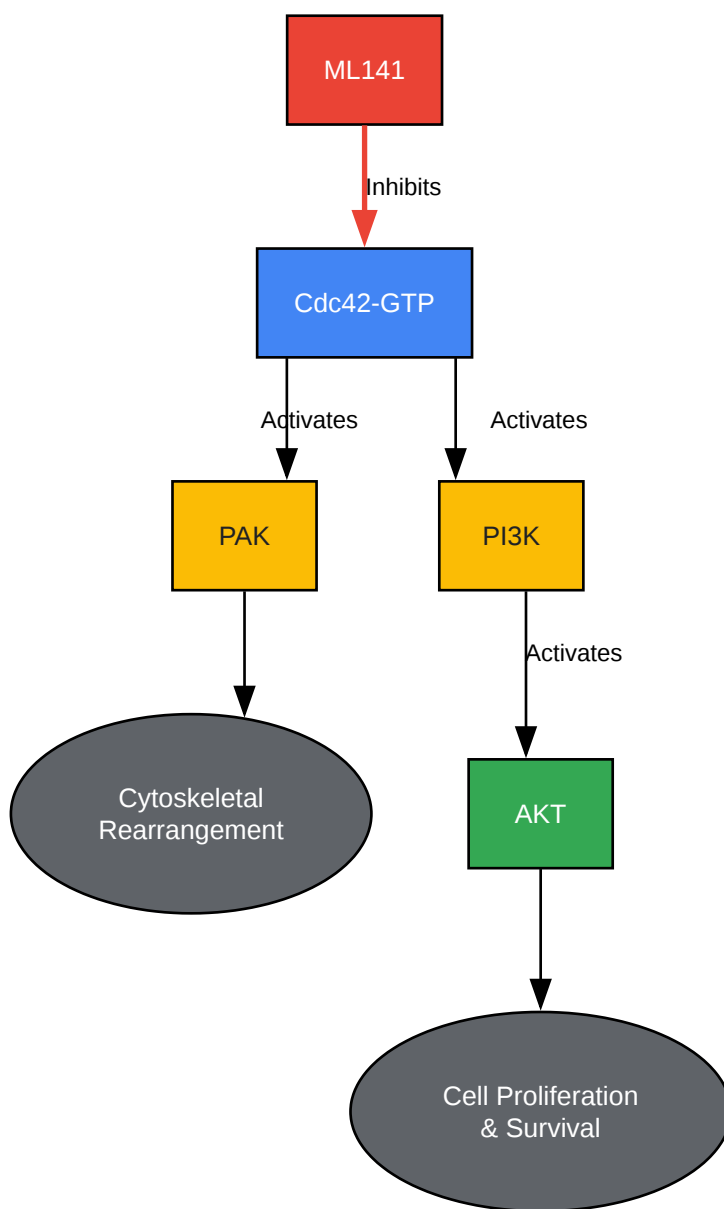 ML141
Inhibits
Cdc42-GTP
Activates
Activates
PAK
PI3K
Activates
Cytoskeletal
Rearrangement
AKT
Cell Proliferation
& Survival